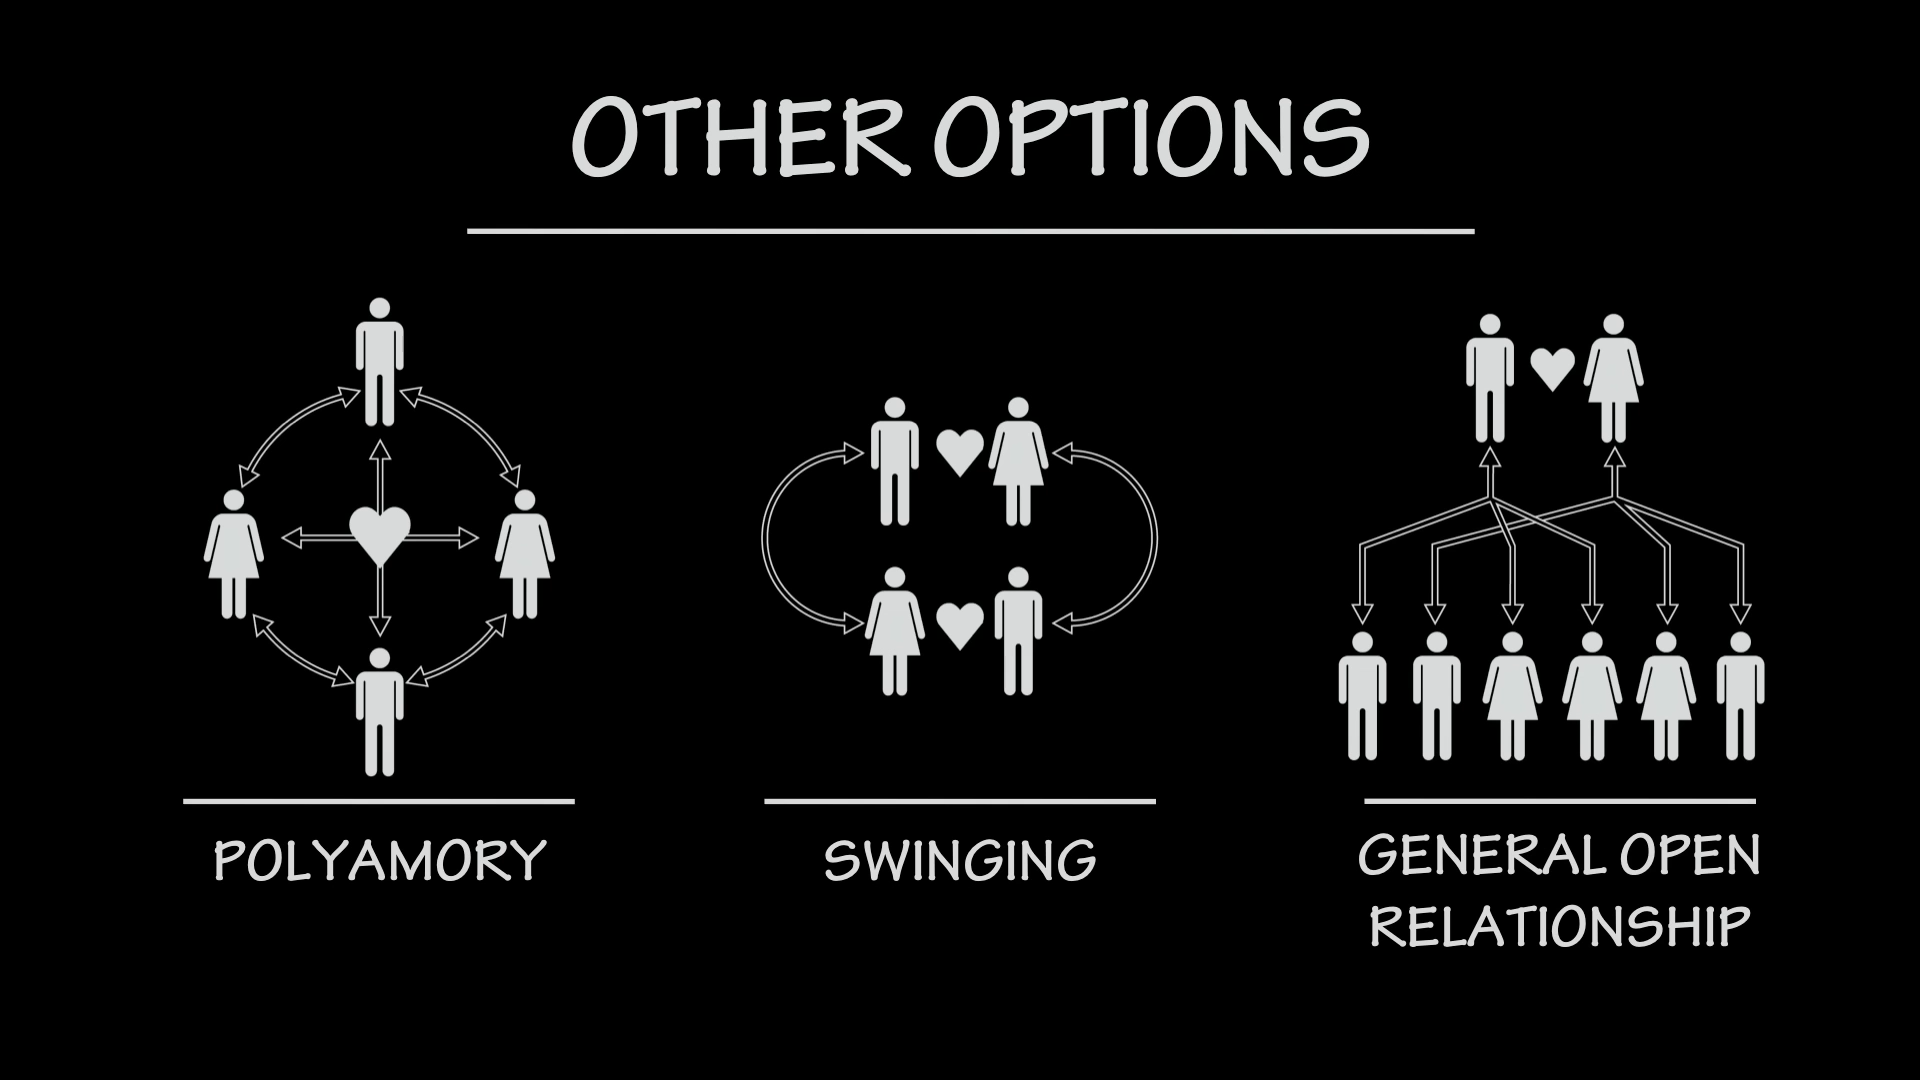 OTHER OPTIONS
POLYAMORY
SWINGING
GENERAL OPEN
RELATIONSHIP